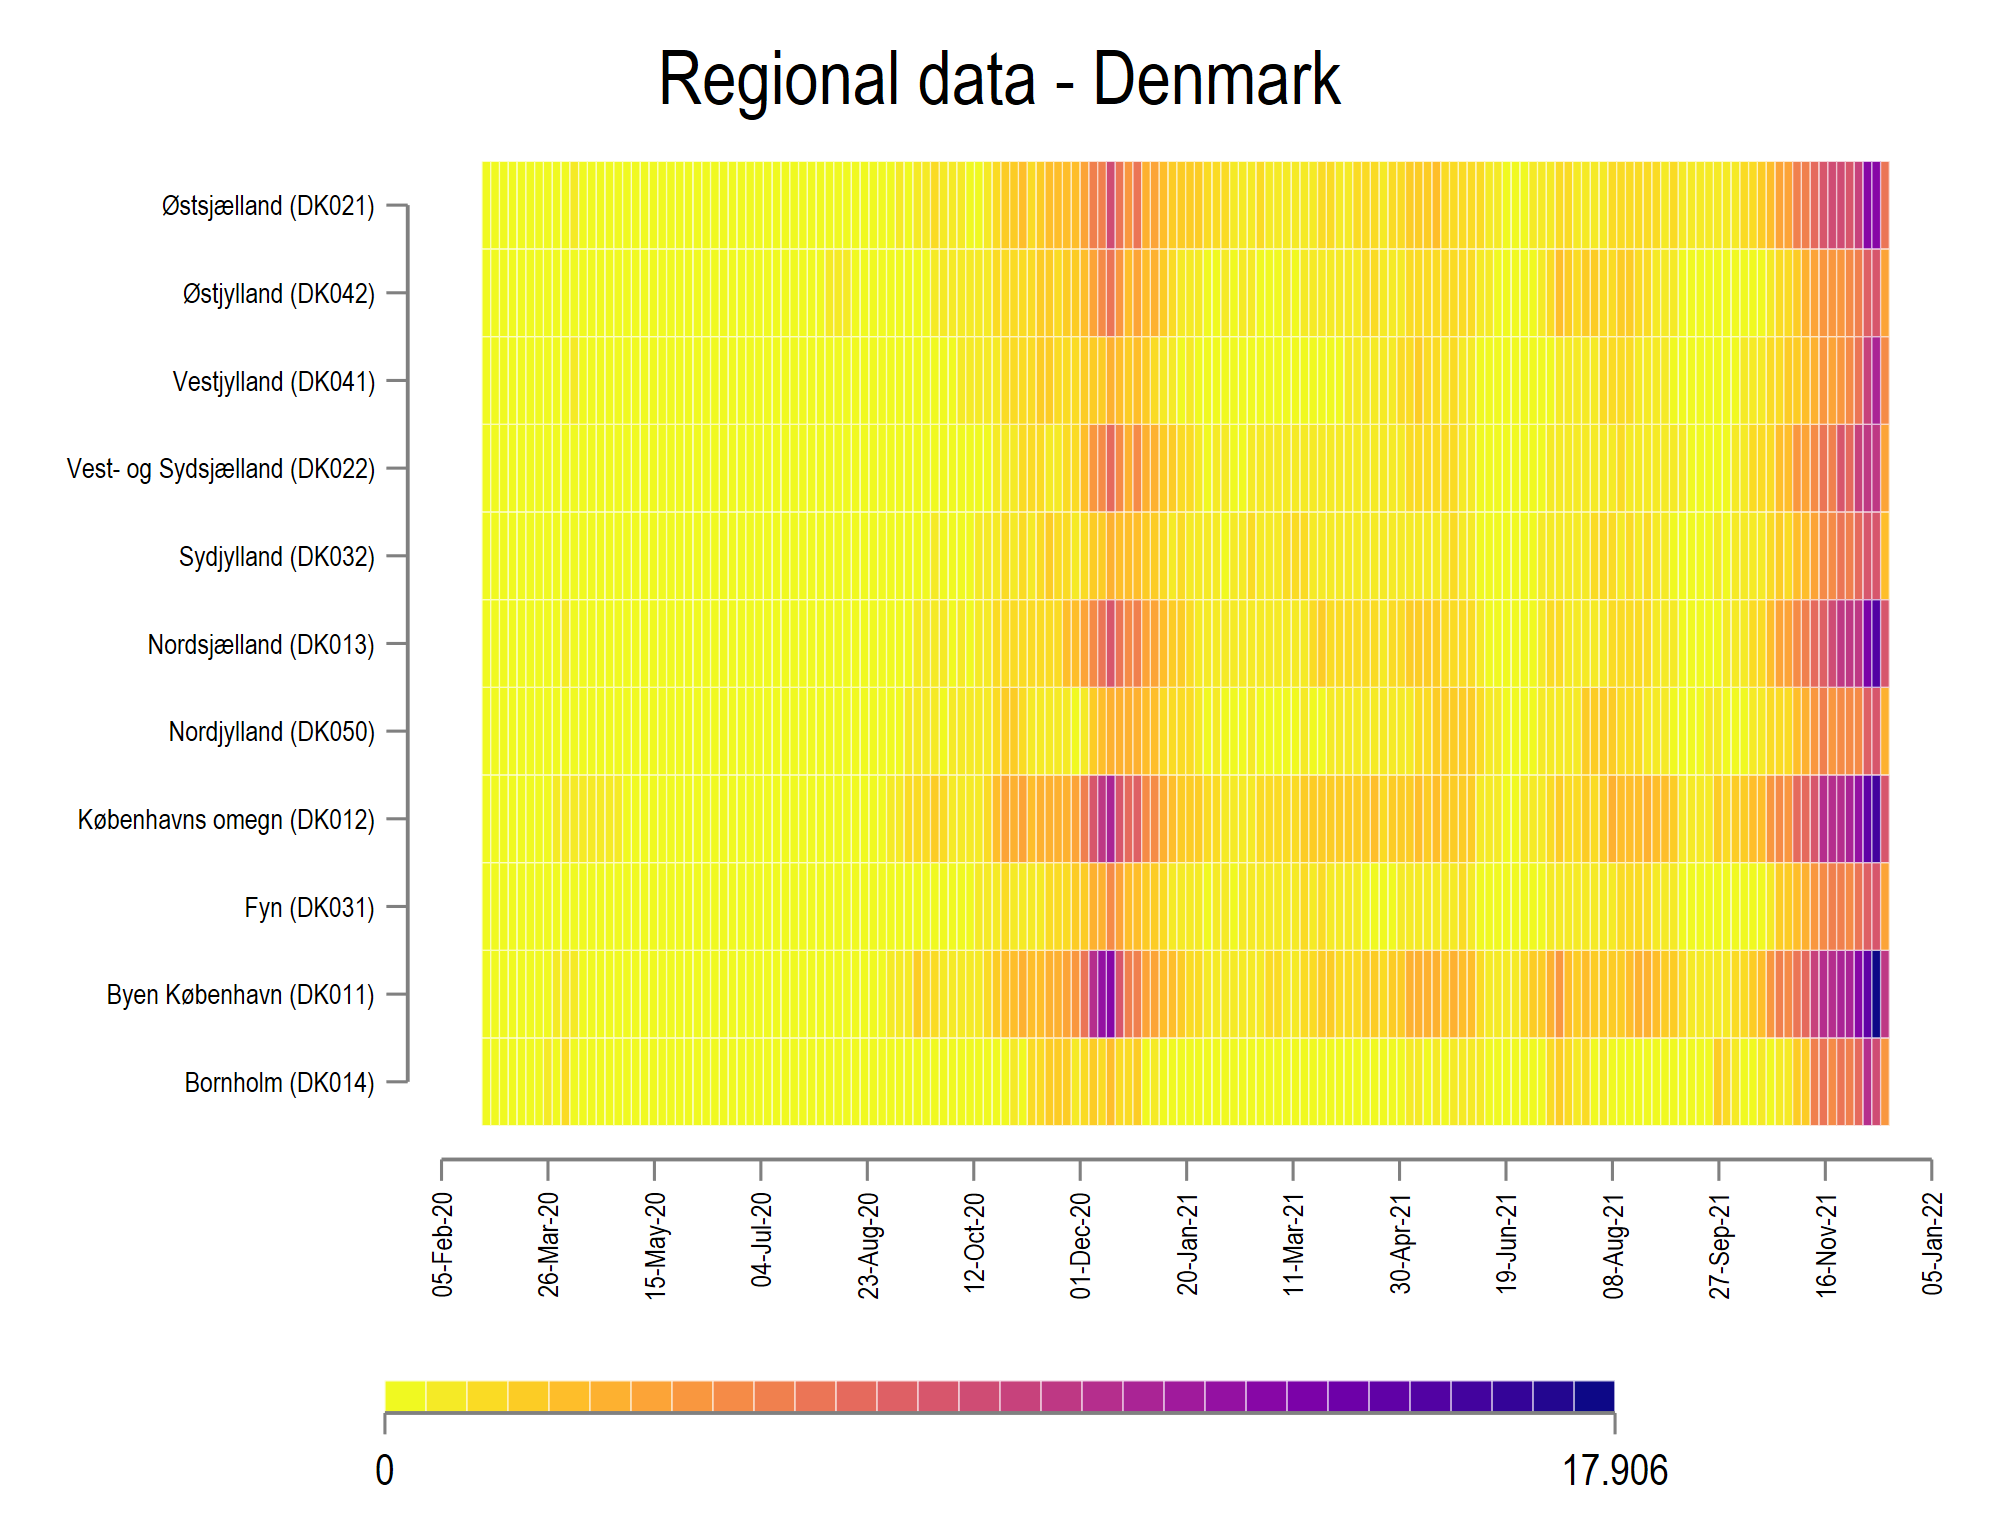 Regional data - Denmark
Østsjælland (DK021)
Østjylland (DK042)
Vestjylland (DK041)
Vest- og Sydsjælland (DK022)
Sydjylland (DK032)
Nordsjælland (DK013)
Nordjylland (DK050)
Københavns omegn (DK012)
Fyn (DK031)
Byen København (DK011)
Bornholm (DK014)
05-Feb-20
26-Mar-20
15-May-20
04-Jul-20
23-Aug-20
12-Oct-20
01-Dec-20
20-Jan-21
11-Mar-21
30-Apr-21
19-Jun-21
08-Aug-21
27-Sep-21
16-Nov-21
05-Jan-22
0
17.906